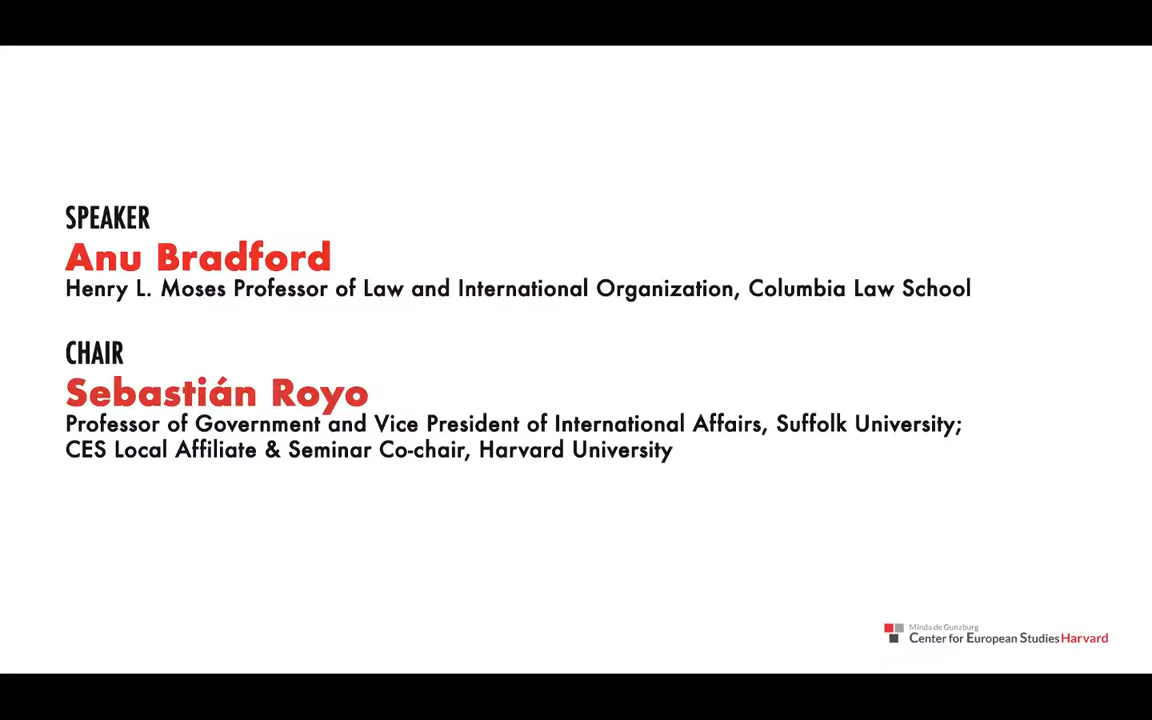 SPEAKER
Anu Bradford
Henry L. Moses Professor of Law and International Organization, Columbia Law School
CHAIR
Sebastián Royo
Professor of Government and Vice President of International Affairs, Suffolk University;
CES Local Affiliate & Seminar Co-chair, Harvard University
Minda de Gunzburg
Center for European Studies Harvard